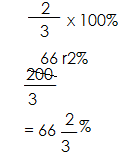 2/3 x 100%
66 r2%
200
3
= 66 2/3 %